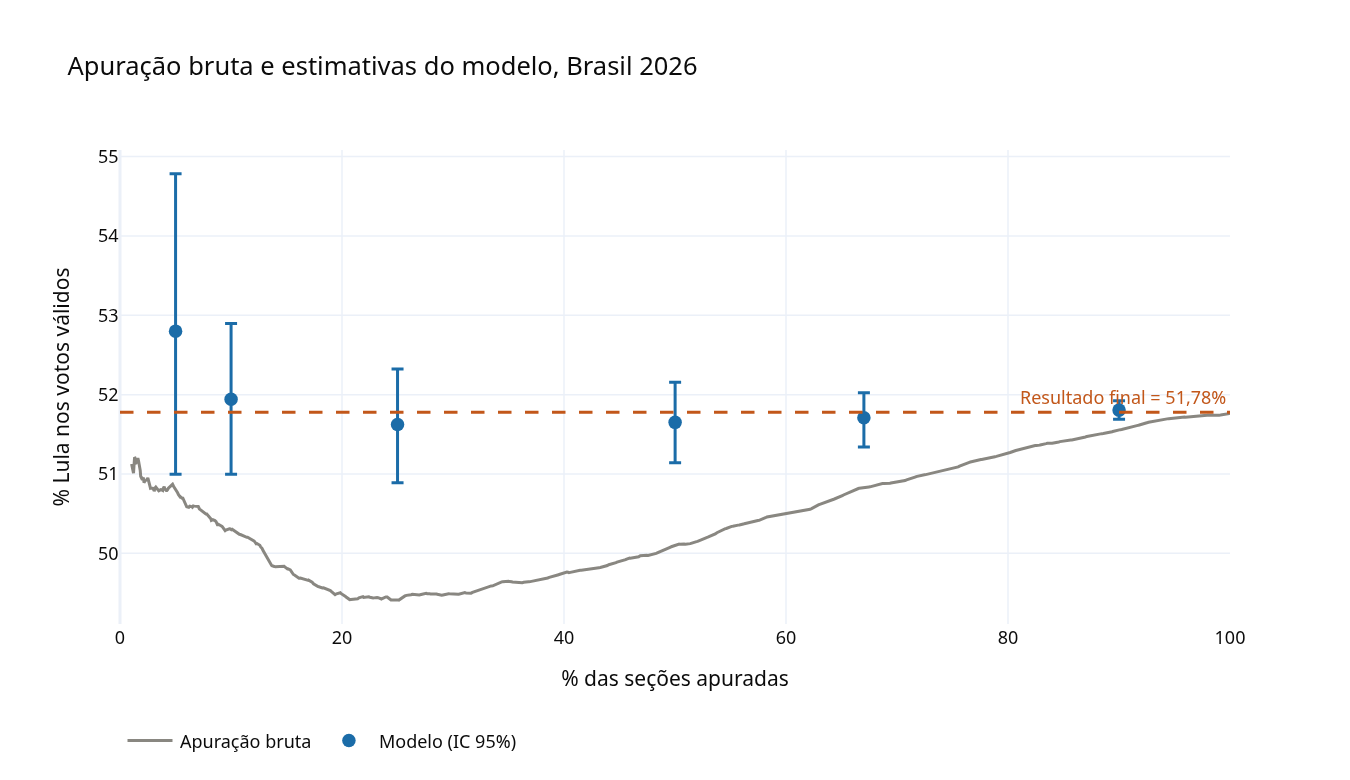 Apuração bruta e estimativas do modelo, Brasil 2026
55
54
53
52
51
50
% Lula nos votos válidos
Resultado final = 51,78%
0 20 40 60 80 100
% das seções apuradas
Apuração bruta Modelo (IC 95%)